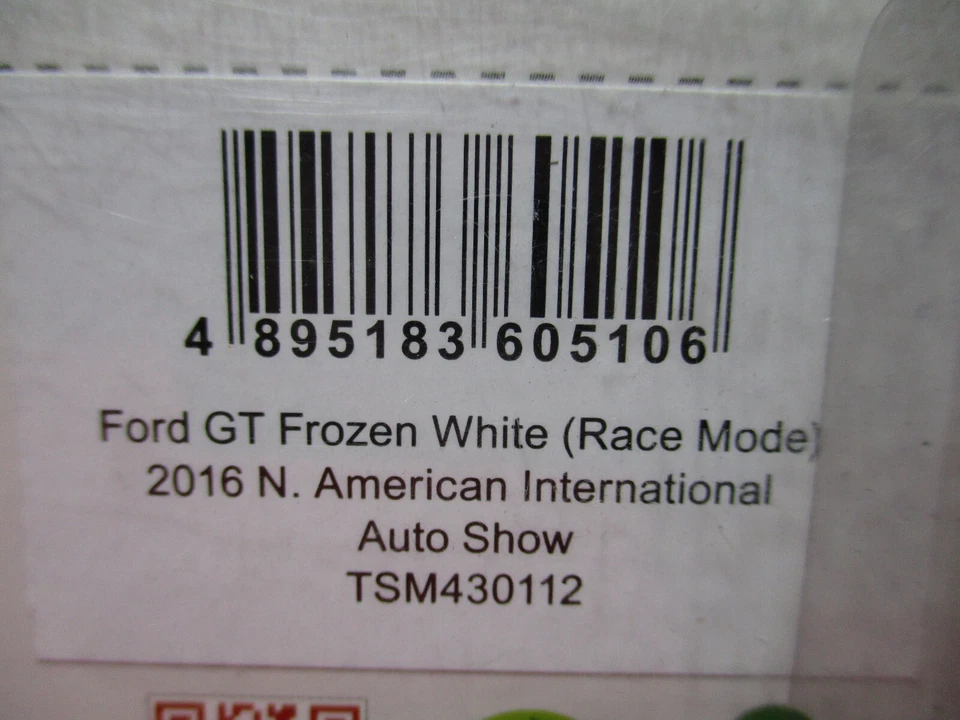 4 895183 605106
Ford GT Frozen White (Race Mode)
2016 N. American International
Auto Show
TSM430112